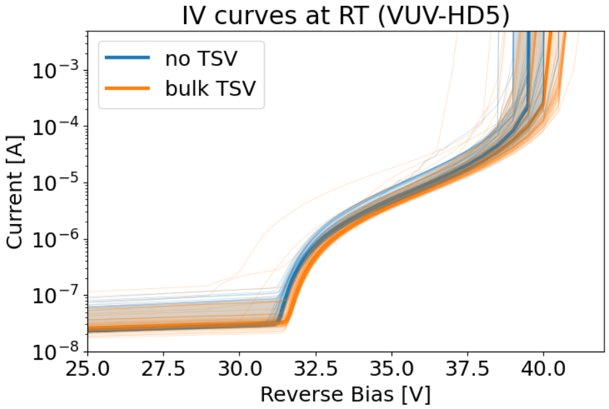 IV curves at RT (VUV-HD5)
no TSV
bulk TSV
Current [A]
10⁻³
10⁻⁴
10⁻⁵
10⁻⁶
10⁻⁷
10⁻⁸
25.0 27.5 30.0 32.5 35.0 37.5 40.0
Reverse Bias [V]